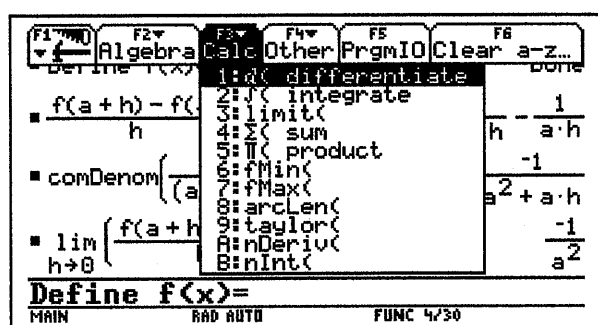 F1 F2 F3 F4 F5 F6
Algebra Calc Other PrgmIO Clear a-z…
Define f(x) Done
1:d( differentiate
2:∫( integrate
3:limit(
4:Σ( sum
5:Π( product
6:fMin(
7:fMax(
8:arcLen(
9:taylor(
A:nDeriv(
B:nInt(
f(a + h) − f( 1
h h − a·h
comDenom( -1
(a a² + a·h
lim ( f(a + h -1
h→0 a²
Define f(x)=
MAIN RAD AUTO FUNC 4/30